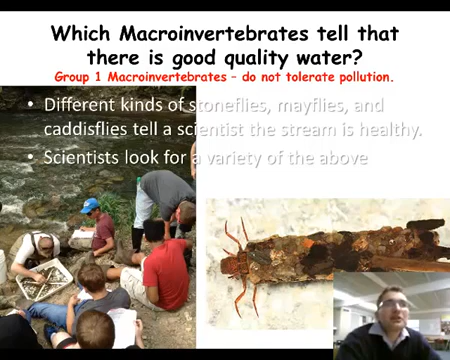 Which Macroinvertebrates tell that
there is good quality water?
Group 1 Macroinvertebrates – do not tolerate pollution.
• Different kinds of stoneflies, mayflies, and
caddisflies tell a scientist the stream is healthy.
• Scientists look for a variety of the above